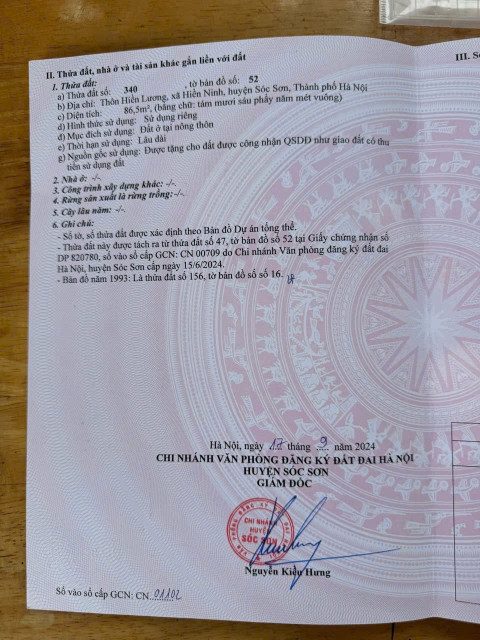 II. Thửa đất, nhà ở và tài sản khác gắn liền với đất
III. S
1. Thửa đất:
a) Thửa đất số: 340 , tờ bản đồ số: 52
b) Địa chỉ: Thôn Hiền Lương, xã Hiền Ninh, huyện Sóc Sơn, Thành phố Hà Nội
c) Diện tích: 86,5m², (bằng chữ: tám mươi sáu phẩy năm mét vuông)
d) Hình thức sử dụng: Sử dụng riêng
đ) Mục đích sử dụng: Đất ở tại nông thôn
e) Thời hạn sử dụng: Lâu dài
g) Nguồn gốc sử dụng: Được tặng cho đất được công nhận QSDĐ như giao đất có thu
tiền sử dụng đất
2. Nhà ở: -/-.
3. Công trình xây dựng khác: -/-.
4. Rừng sản xuất là rừng trồng: -/-.
5. Cây lâu năm: -/-.
6. Ghi chú:
- Số tờ, số thửa đất được xác định theo Bản đồ Dự án tổng thể.
- Thửa đất này được tách ra từ thửa đất số 47, tờ bản đồ số 52 tại Giấy chứng nhận số
DP 820780, số vào sổ cấp GCN: CN 00709 do Chi nhánh Văn phòng đăng ký đất đai
Hà Nội, huyện Sóc Sơn cấp ngày 15/6/2024.
- Bản đồ năm 1993: Là thửa đất số 156, tờ bản đồ số số 16.
Hà Nội, ngày 17 tháng 9 năm 2024
CHI NHÁNH VĂN PHÒNG ĐĂNG KÝ ĐẤT ĐAI HÀ NỘI
HUYỆN SÓC SƠN
GIÁM ĐỐC
CHI NHÁNH
HUYỆN
SÓC SƠN
Nguyễn Kiều Hưng
Số vào sổ cấp GCN: CN 01102